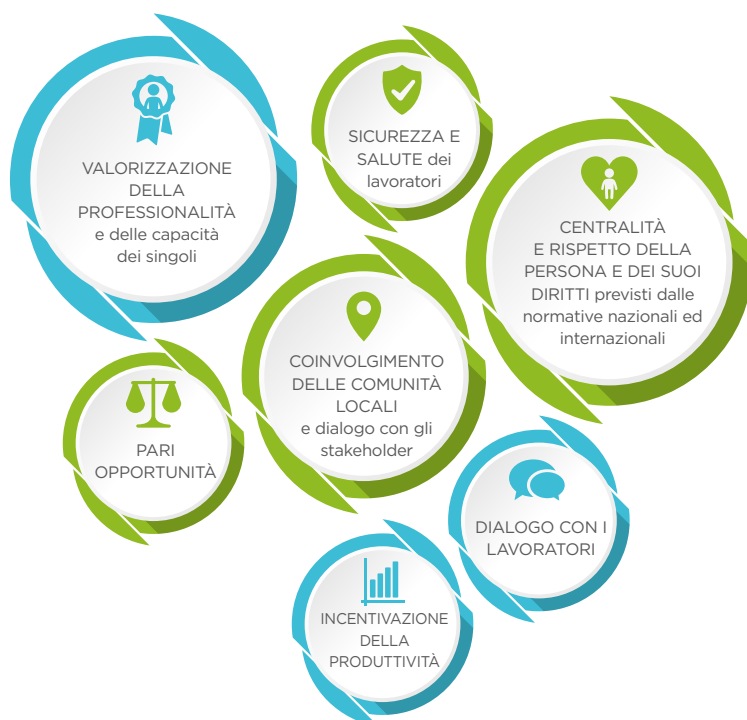 VALORIZZAZIONE
DELLA
PROFESSIONALITÀ
e delle capacità
dei singoli
SICUREZZA E
SALUTE dei
lavoratori
CENTRALITÀ
E RISPETTO DELLA
PERSONA E DEI SUOI
DIRITTI previsti dalle
normative nazionali ed
internazionali
COINVOLGIMENTO
DELLE COMUNITÀ
LOCALI
e dialogo con gli
stakeholder
PARI
OPPORTUNITÀ
DIALOGO CON I
LAVORATORI
INCENTIVAZIONE
DELLA
PRODUTTIVITÀ